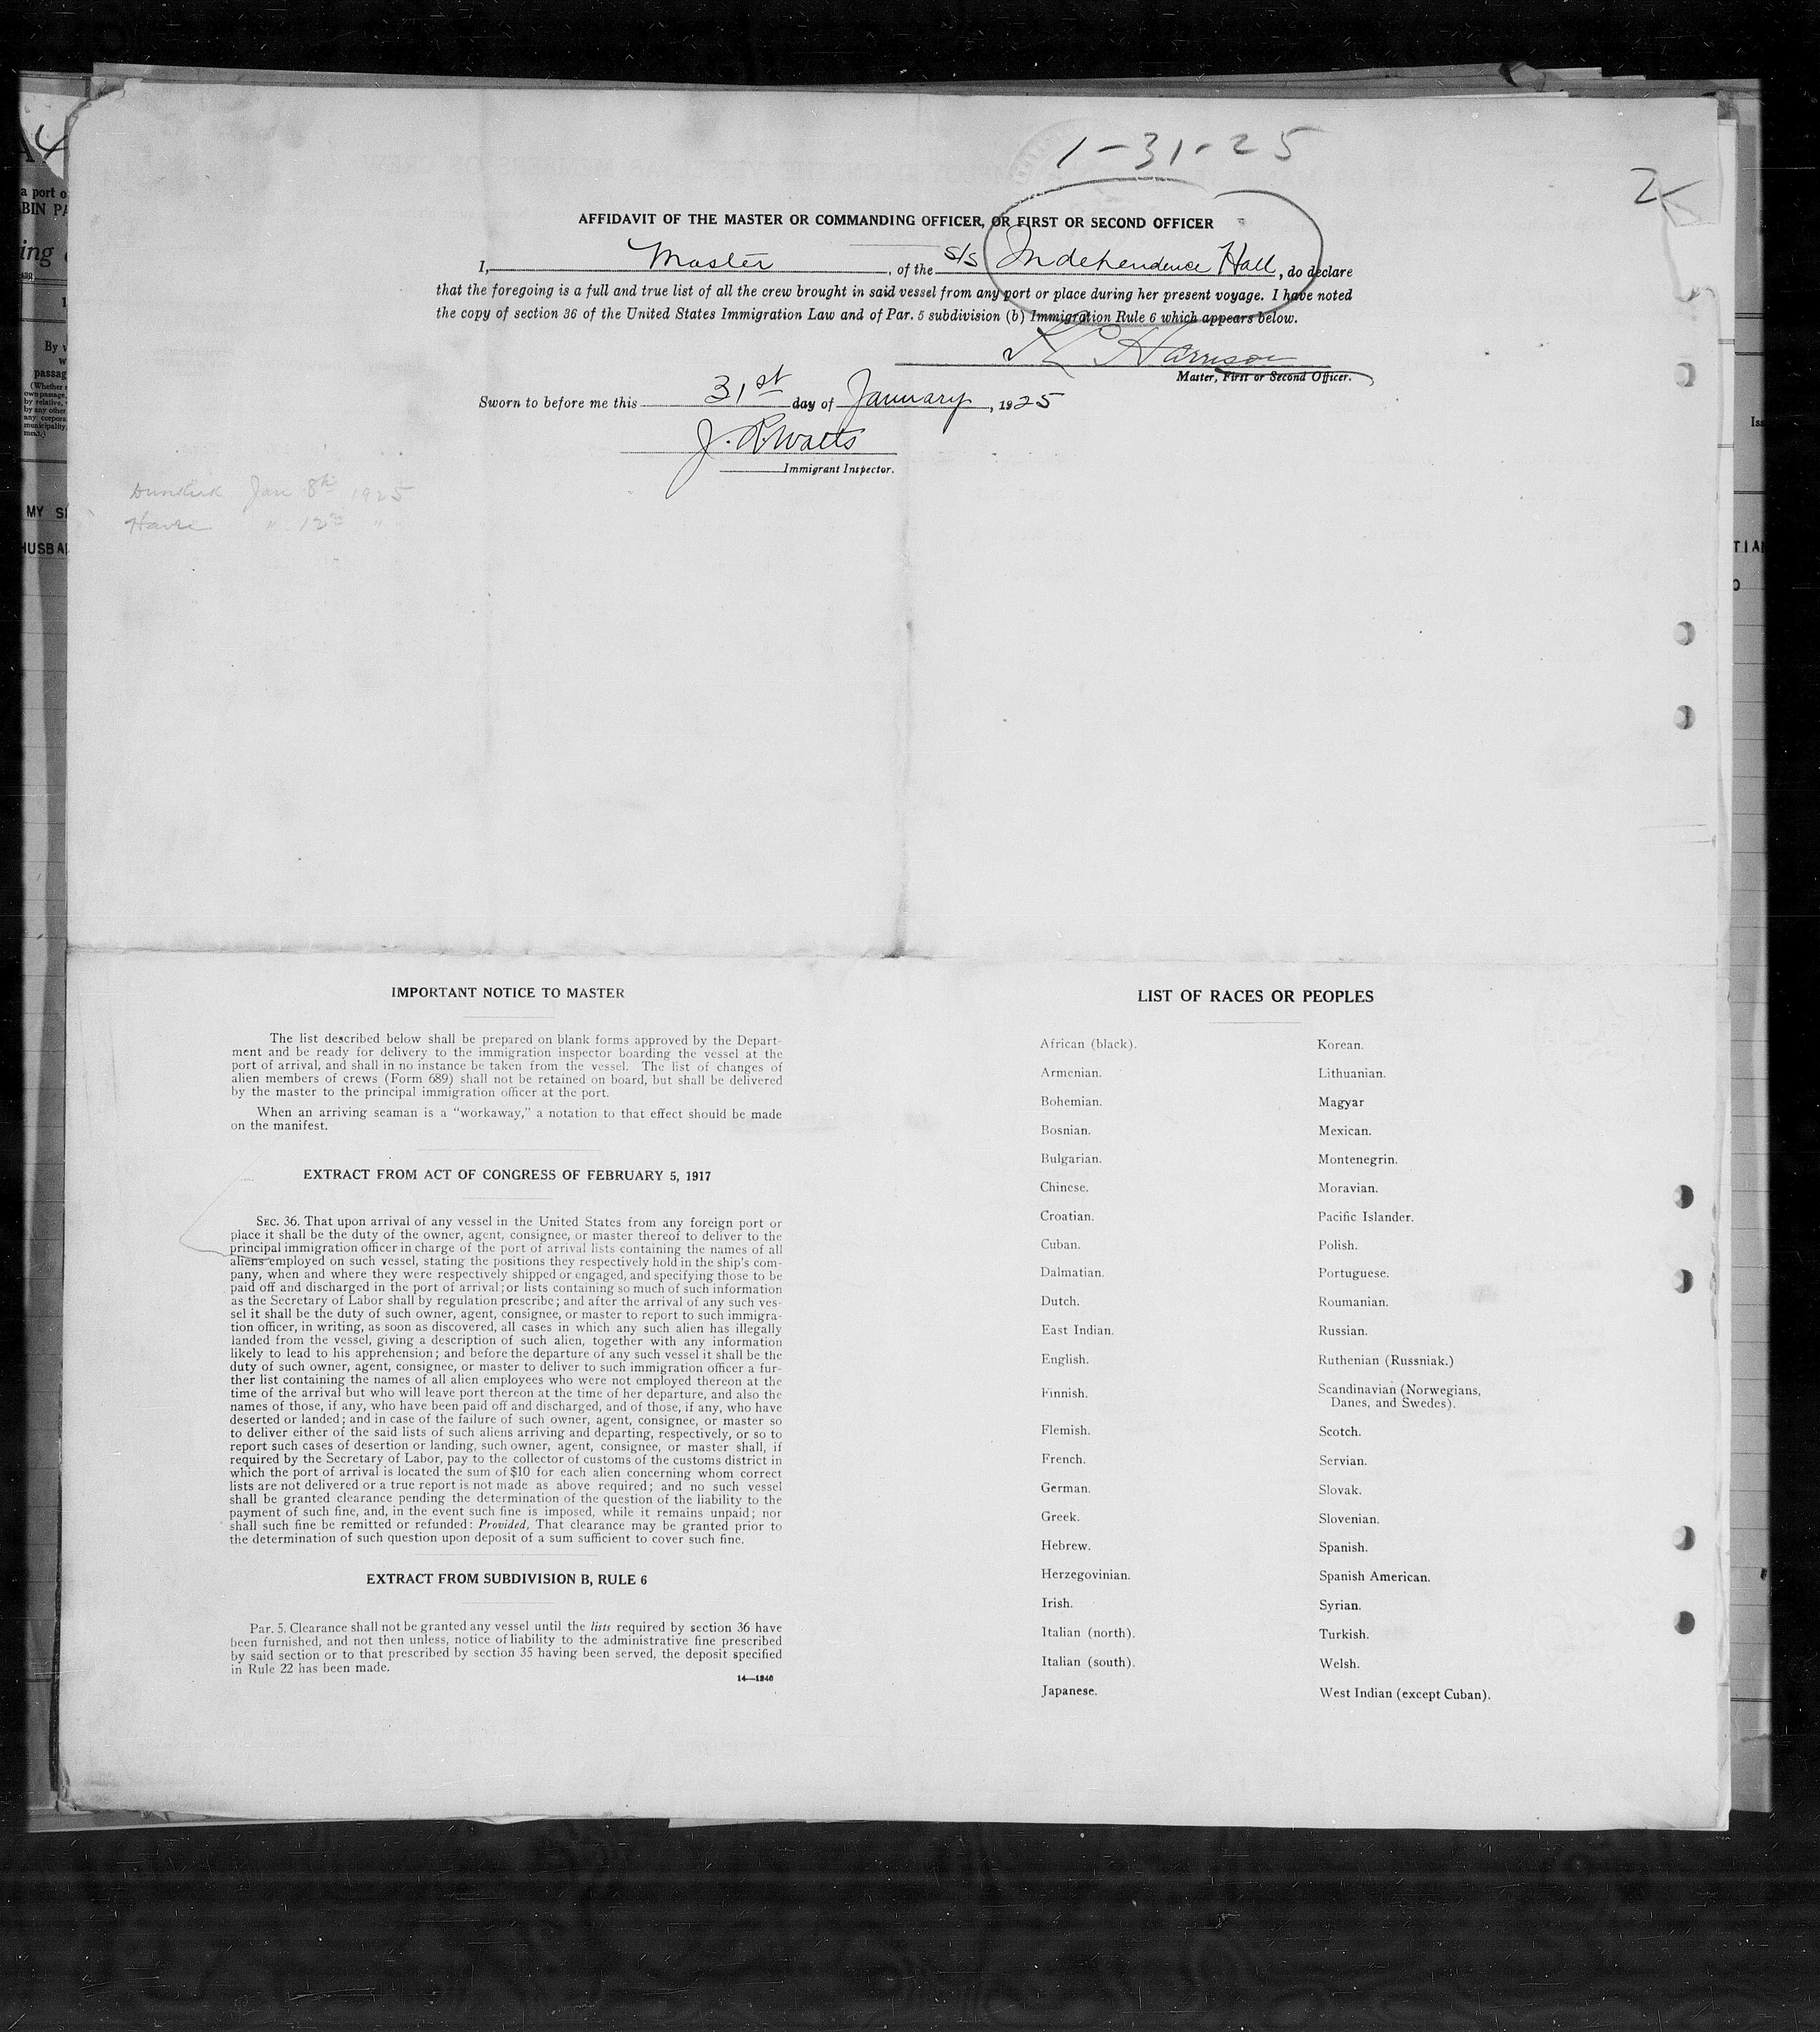 1-31-25
2
AFFIDAVIT OF THE MASTER OR COMMANDING OFFICER, OR FIRST OR SECOND OFFICER
I, Master, of the S/S Independence Hall, do declare
that the foregoing is a full and true list of all the crew brought in said vessel from any port or place during her present voyage. I have noted
the copy of section 36 of the United States Immigration Law and of Par. 5 subdivision (b) Immigration Rule 6 which appears below.
Harrison
Master, First or Second Officer.
Sworn to before me this 31st day of January, 1925
J. R. Watts
Immigrant Inspector.
Dunkirk Jan 8th 1925
Havre " 12th "
IMPORTANT NOTICE TO MASTER
The list described below shall be prepared on blank forms approved by the Depart-
ment and be ready for delivery to the immigration inspector boarding the vessel at the
port of arrival, and shall in no instance be taken from the vessel. The list of changes of
alien members of crews (Form 689) shall not be retained on board, but shall be delivered
by the master to the principal immigration officer at the port.
When an arriving seaman is a "workaway," a notation to that effect should be made
on the manifest.
EXTRACT FROM ACT OF CONGRESS OF FEBRUARY 5, 1917
SEC. 36. That upon arrival of any vessel in the United States from any foreign port or
place it shall be the duty of the owner, agent, consignee, or master thereof to deliver to the
principal immigration officer in charge of the port of arrival lists containing the names of all
aliens employed on such vessel, stating the positions they respectively hold in the ship's com-
pany, when and where they were respectively shipped or engaged, and specifying those to be
paid off and discharged in the port of arrival; or lists containing so much of such information
as the Secretary of Labor shall by regulation prescribe; and after the arrival of any such ves-
sel it shall be the duty of such owner, agent, consignee, or master to report to such immigra-
tion officer, in writing, as soon as discovered, all cases in which any such alien has illegally
landed from the vessel, giving a description of such alien, together with any information
likely to lead to his apprehension; and before the departure of any such vessel it shall be the
duty of such owner, agent, consignee, or master to deliver to such immigration officer a fur-
ther list containing the names of all alien employees who were not employed thereon at the
time of the arrival but who will leave port thereon at the time of her departure, and also the
names of those, if any, who have been paid off and discharged, and of those, if any, who have
deserted or landed; and in case of the failure of such owner, agent, consignee, or master so
to deliver either of the said lists of such aliens arriving and departing, respectively, or so to
report such cases of desertion or landing, such owner, agent, consignee, or master shall, if
required by the Secretary of Labor, pay to the collector of customs of the customs district in
which the port of arrival is located the sum of $10 for each alien concerning whom correct
lists are not delivered or a true report is not made as above required; and no such vessel
shall be granted clearance pending the determination of the question of the liability to the
payment of such fine, and, in the event such fine is imposed, while it remains unpaid; nor
shall such fine be remitted or refunded: Provided, That clearance may be granted prior to
the determination of such question upon deposit of a sum sufficient to cover such fine.
EXTRACT FROM SUBDIVISION B, RULE 6
Par. 5. Clearance shall not be granted any vessel until the lists required by section 36 have
been furnished, and not then unless, notice of liability to the administrative fine prescribed
by said section or to that prescribed by section 35 having been served, the deposit specified
in Rule 22 has been made.
14—1240
LIST OF RACES OR PEOPLES
African (black).
Armenian.
Bohemian.
Bosnian.
Bulgarian.
Chinese.
Croatian.
Cuban.
Dalmatian.
Dutch.
East Indian.
English.
Finnish.
Flemish.
French.
German.
Greek.
Hebrew.
Herzegovinian.
Irish.
Italian (north).
Italian (south).
Japanese.
Korean.
Lithuanian.
Magyar
Mexican.
Montenegrin.
Moravian.
Pacific Islander.
Polish.
Portuguese.
Roumanian.
Russian.
Ruthenian (Russniak.)
Scandinavian (Norwegians,
Danes, and Swedes).
Scotch.
Servian.
Slovak.
Slovenian.
Spanish.
Spanish American.
Syrian.
Turkish.
Welsh.
West Indian (except Cuban).